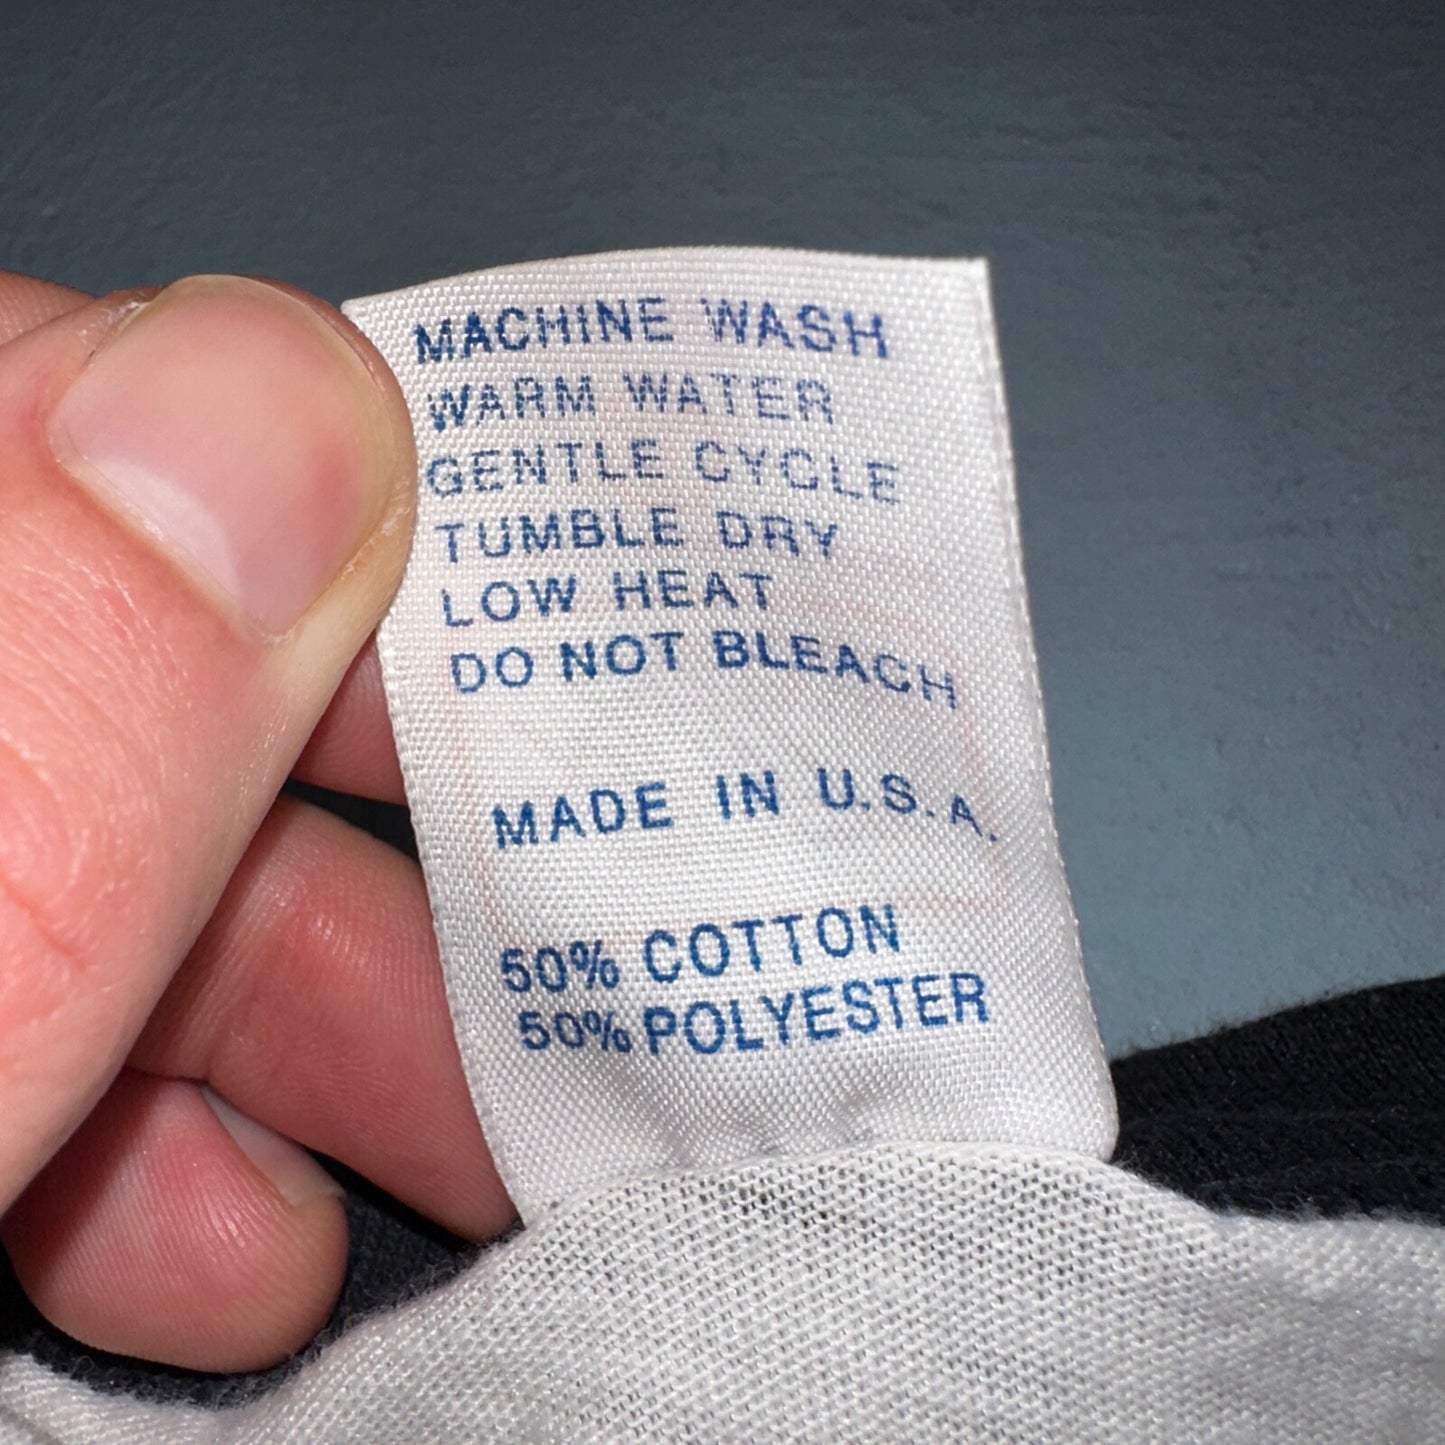 MACHINE WASH
WARM WATER
GENTLE CYCLE
TUMBLE DRY
LOW HEAT
DO NOT BLEACH
MADE IN U.S.A.
50% COTTON
50% POLYESTER